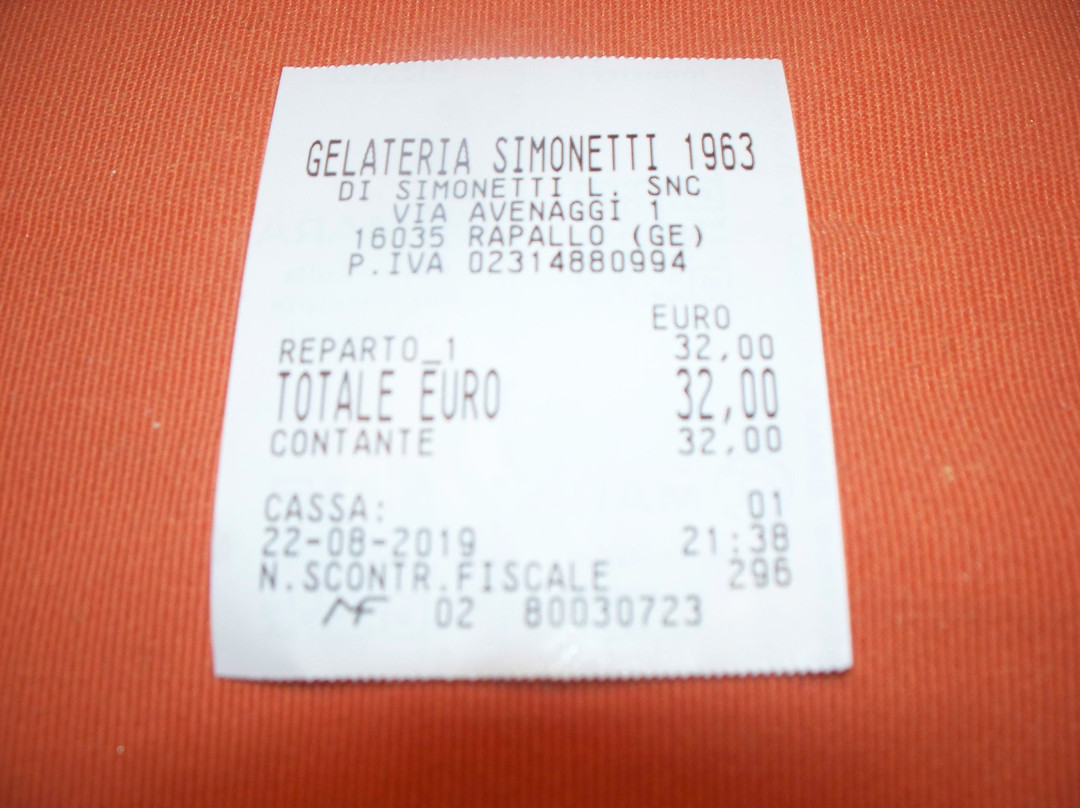 GELATERIA SIMONETTI 1963
DI SIMONETTI L. SNC
VIA AVENAGGI 1
16035 RAPALLO (GE)
P.IVA 02314880994
EURO
REPARTO_1 32,00
TOTALE EURO 32,00
CONTANTE 32,00
CASSA: 01
22-08-2019 21:38
N.SCONTR.FISCALE 296
MF 02 80030723